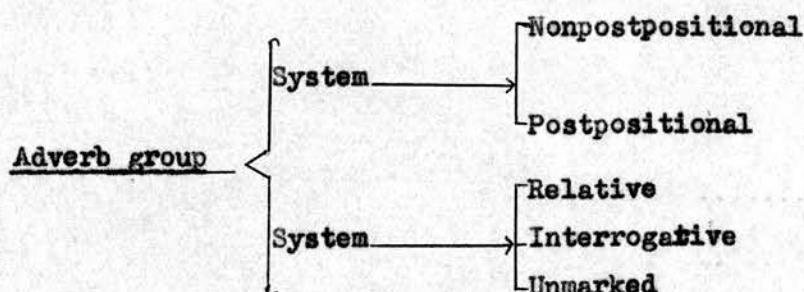 Nonpostpositional
System
Postpositional
Adverb group
Relative
System
Interrogative
Unmarked